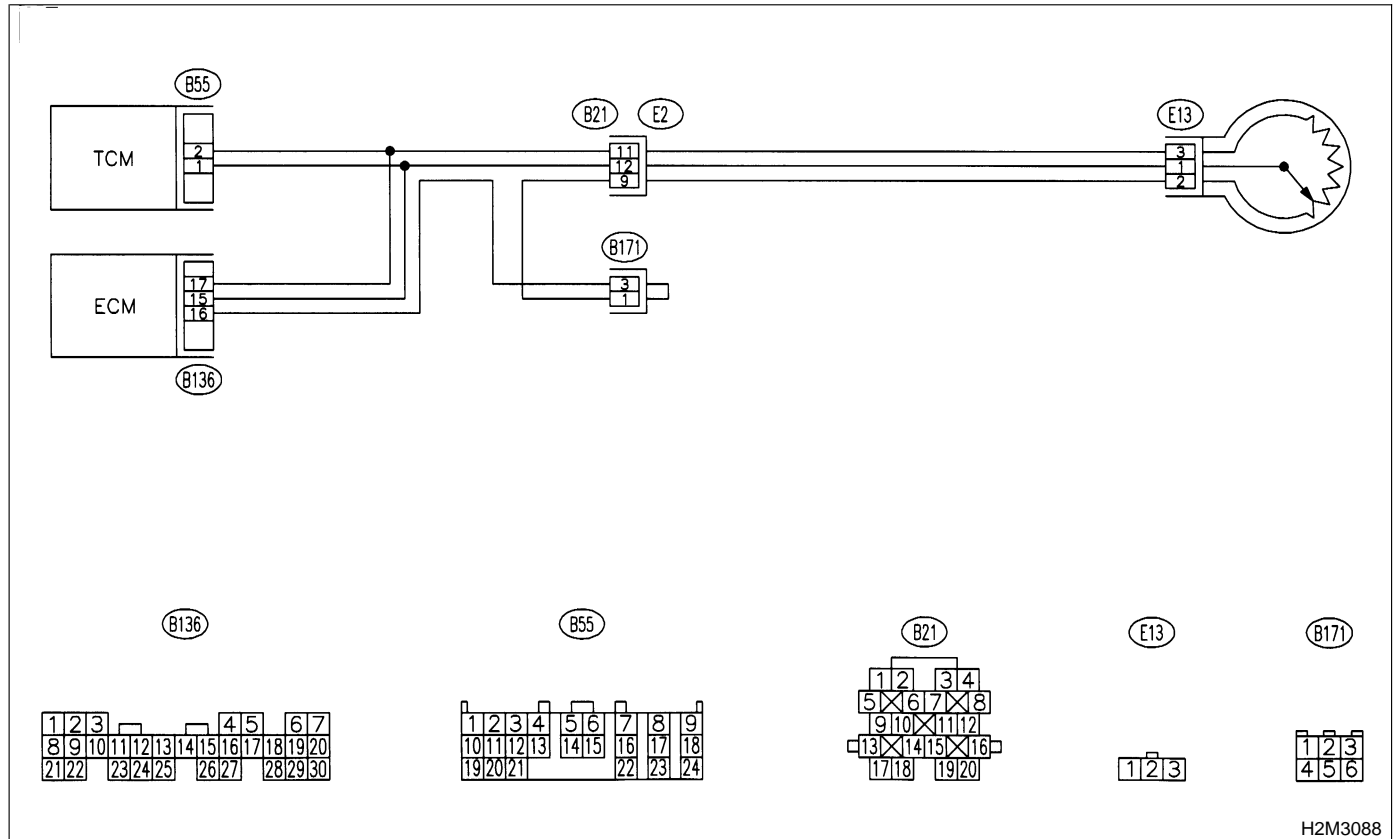 B55
TCM
2
1
B21
E2
11
12
9
E13
3
1
2
B171
3
1
ECM
17
15
16
B136
B136
1 2 3 4 5 6 7
8 9 10 11 12 13 14 15 16 17 18 19 20
21 22 23 24 25 26 27 28 29 30
B55
1 2 3 4 5 6 7 8 9
10 11 12 13 14 15 16 17 18
19 20 21 22 23 24
B21
1 2 3 4
5 6 7 8
9 10 11 12
13 14 15 16
17 18 19 20
E13
1 2 3
B171
1 2 3
4 5 6
H2M3088